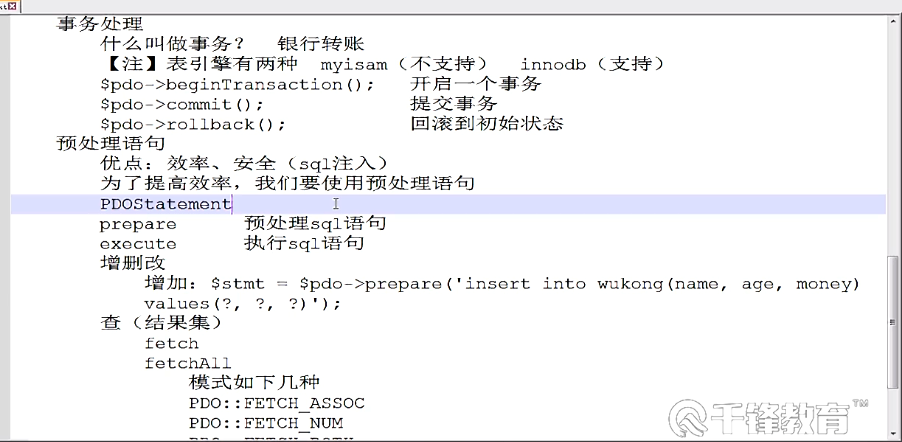 事务处理
什么叫做事务？ 银行转账
【注】表引擎有两种 myisam（不支持） innodb（支持）
$pdo->beginTransaction(); 开启一个事务
$pdo->commit(); 提交事务
$pdo->rollback(); 回滚到初始状态
预处理语句
优点：效率、安全（sql注入）
为了提高效率，我们要使用预处理语句
PDOStatement
prepare 预处理sql语句
execute 执行sql语句
增删改
增加：$stmt = $pdo->prepare('insert into wukong(name, age, money)
values(?, ?, ?)');
查（结果集）
fetch
fetchAll
模式如下几种
PDO::FETCH_ASSOC
PDO::FETCH_NUM
千锋教育™